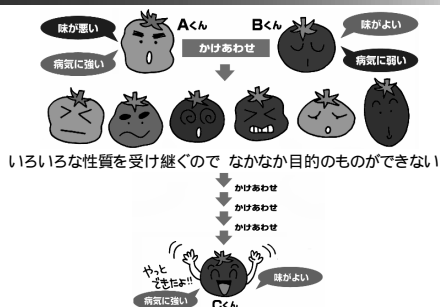 Aくん
Bくん
味が悪い
味がよい
病気に強い
かけあわせ
病気に弱い
いろいろな性質を受け継ぐので なかなか目的のものができない
かけあわせ
かけあわせ
かけあわせ
やっと
できたよ!!
味がよい
病気に強い
Cくん